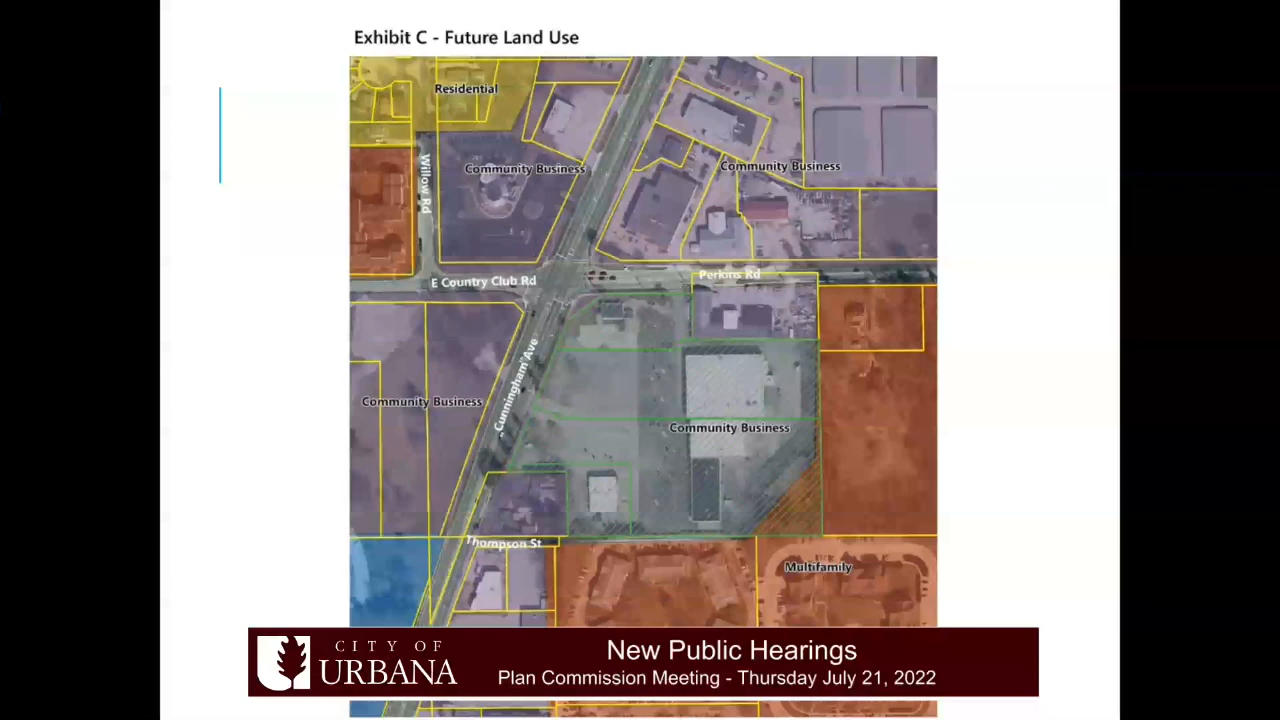 Exhibit C - Future Land Use
Residential
Willow Rd
Community Business
Community Business
E Country Club Rd
Perkins Rd
Cunningham Ave
Community Business
Community Business
Thompson St
Multifamily
CITY OF
URBANA
New Public Hearings
Plan Commission Meeting - Thursday July 21, 2022